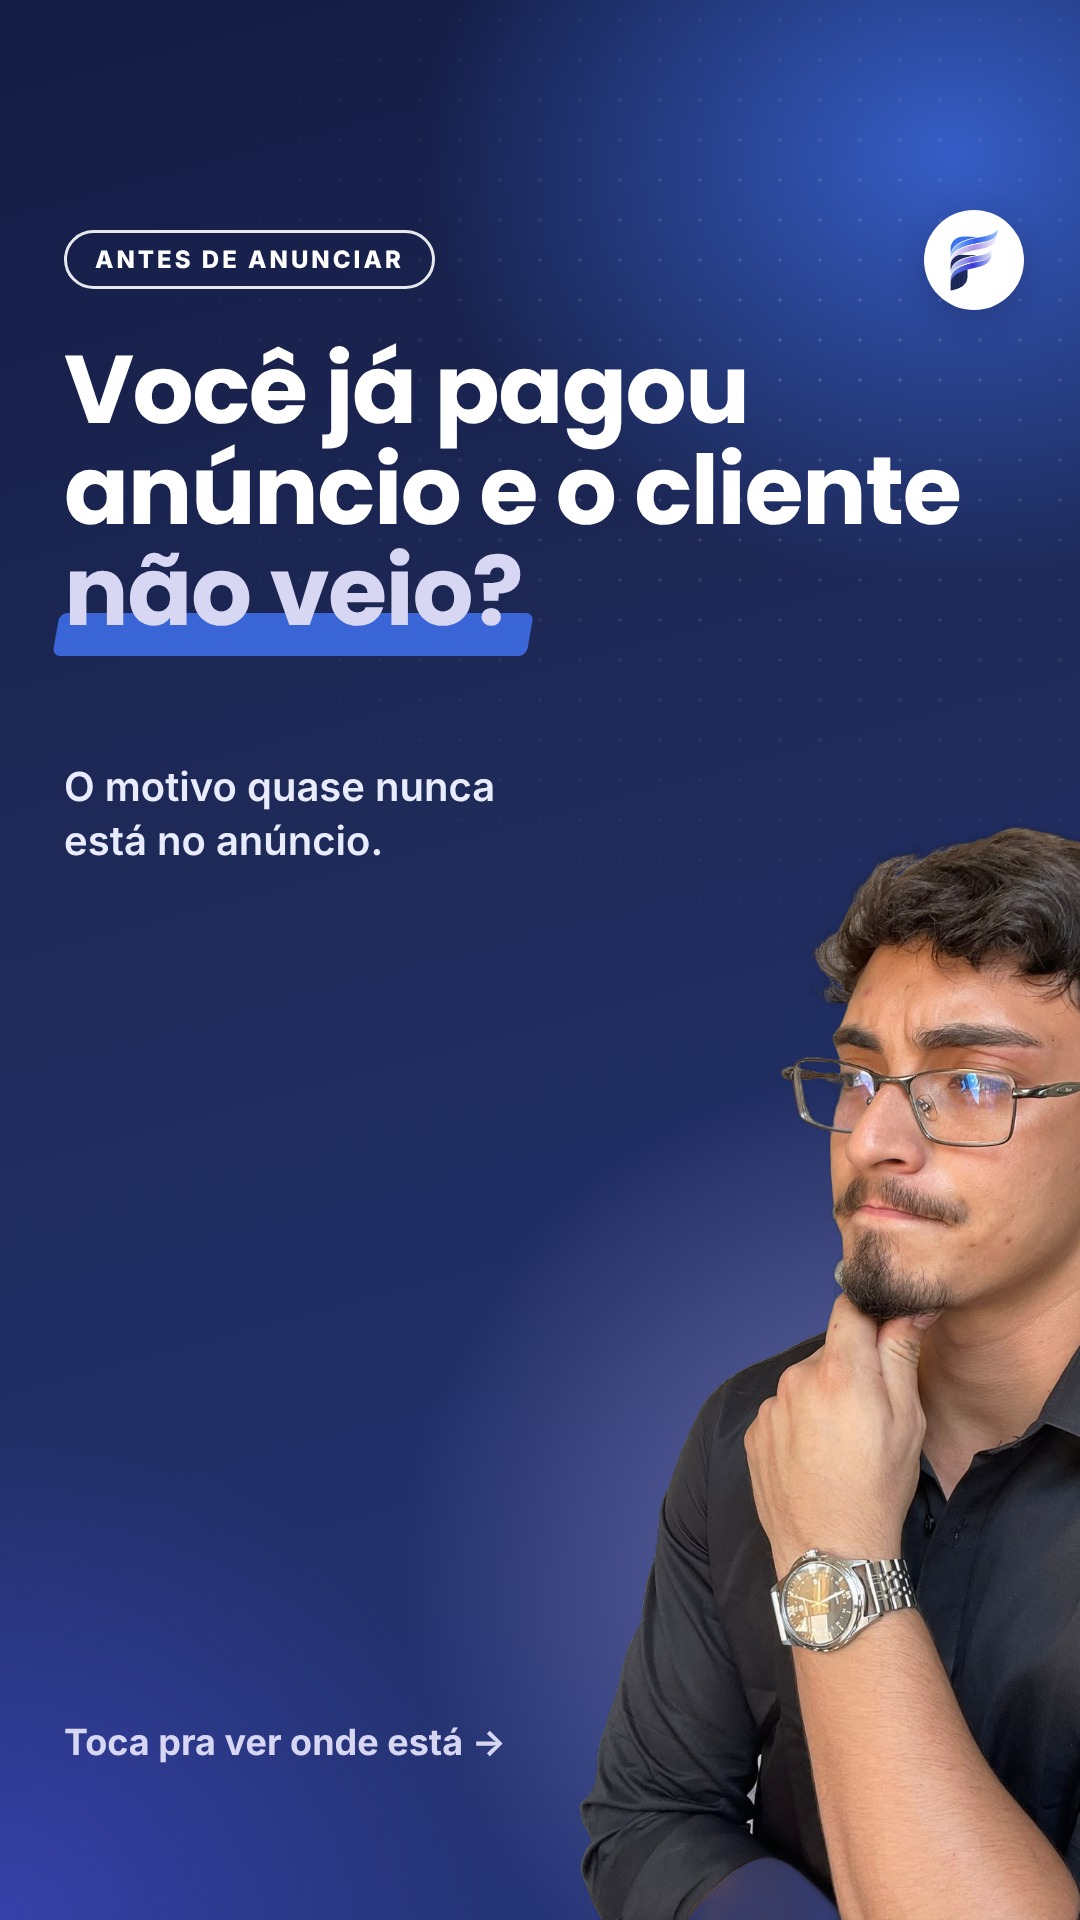 ANTES DE ANUNCIAR
Você já pagou
anúncio e o cliente
não veio?
O motivo quase nunca
está no anúncio.
Toca pra ver onde está →